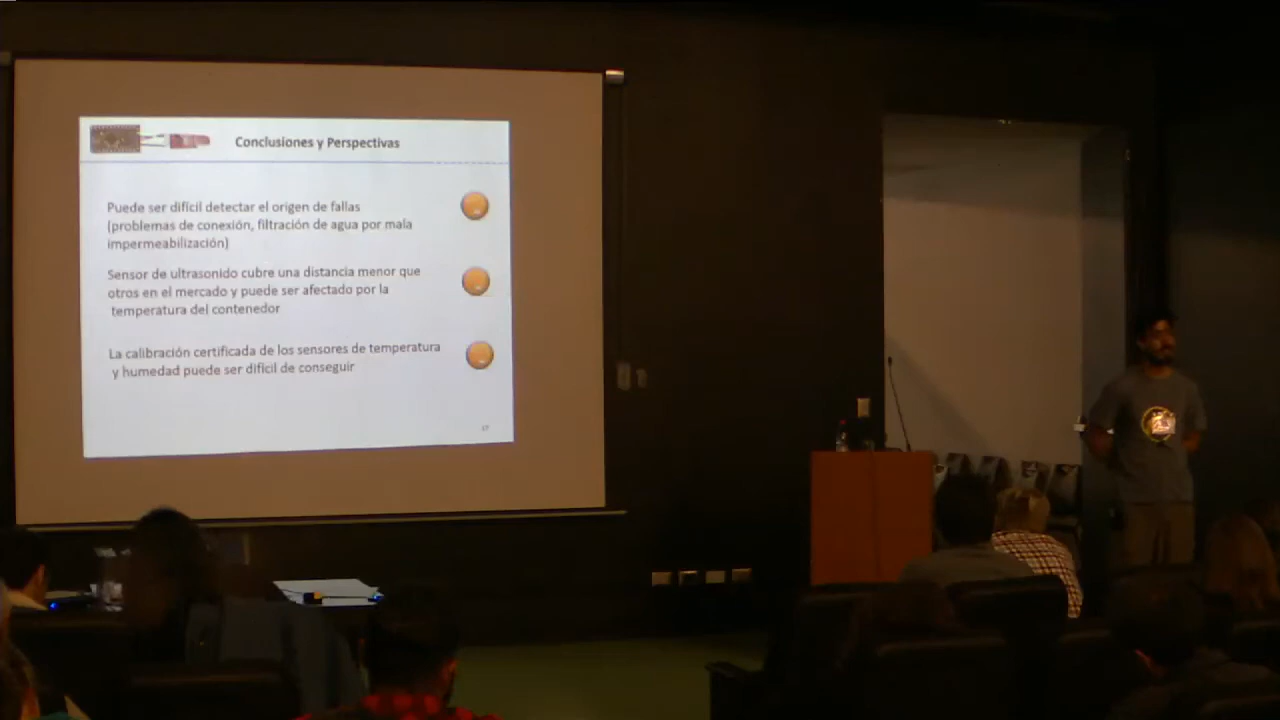 Conclusiones y Perspectivas
Puede ser difícil detectar el origen de fallas
(problemas de conexión, filtración de agua por mala
impermeabilización)
Sensor de ultrasonido cubre una distancia menor que
otros en el mercado y puede ser afectado por la
temperatura del contenedor
La calibración certificada de los sensores de temperatura
y humedad puede ser difícil de conseguir